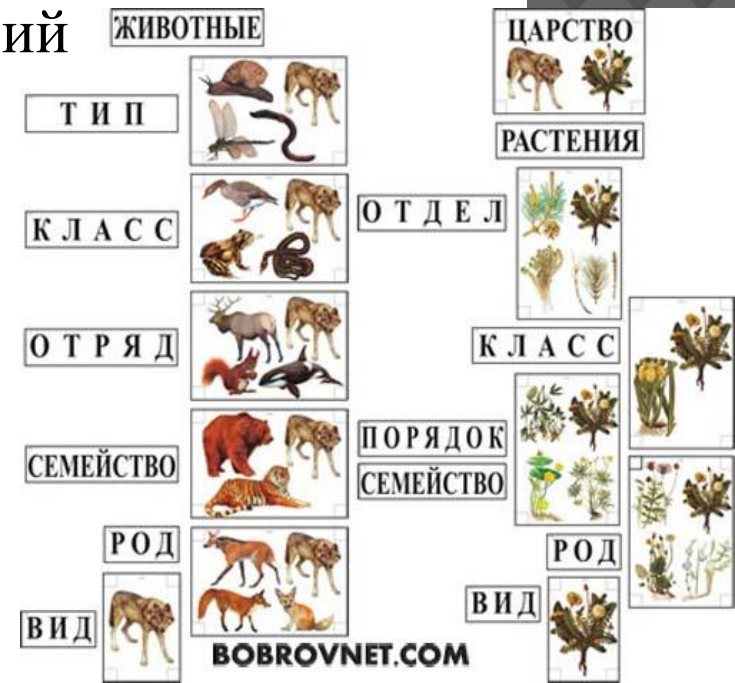 ий
ЖИВОТНЫЕ
ТИП
КЛАСС
ОТРЯД
СЕМЕЙСТВО
РОД
ВИД
ЦАРСТВО
РАСТЕНИЯ
ОТДЕЛ
КЛАСС
ПОРЯДОК
СЕМЕЙСТВО
РОД
ВИД
BOBROVNET.COM